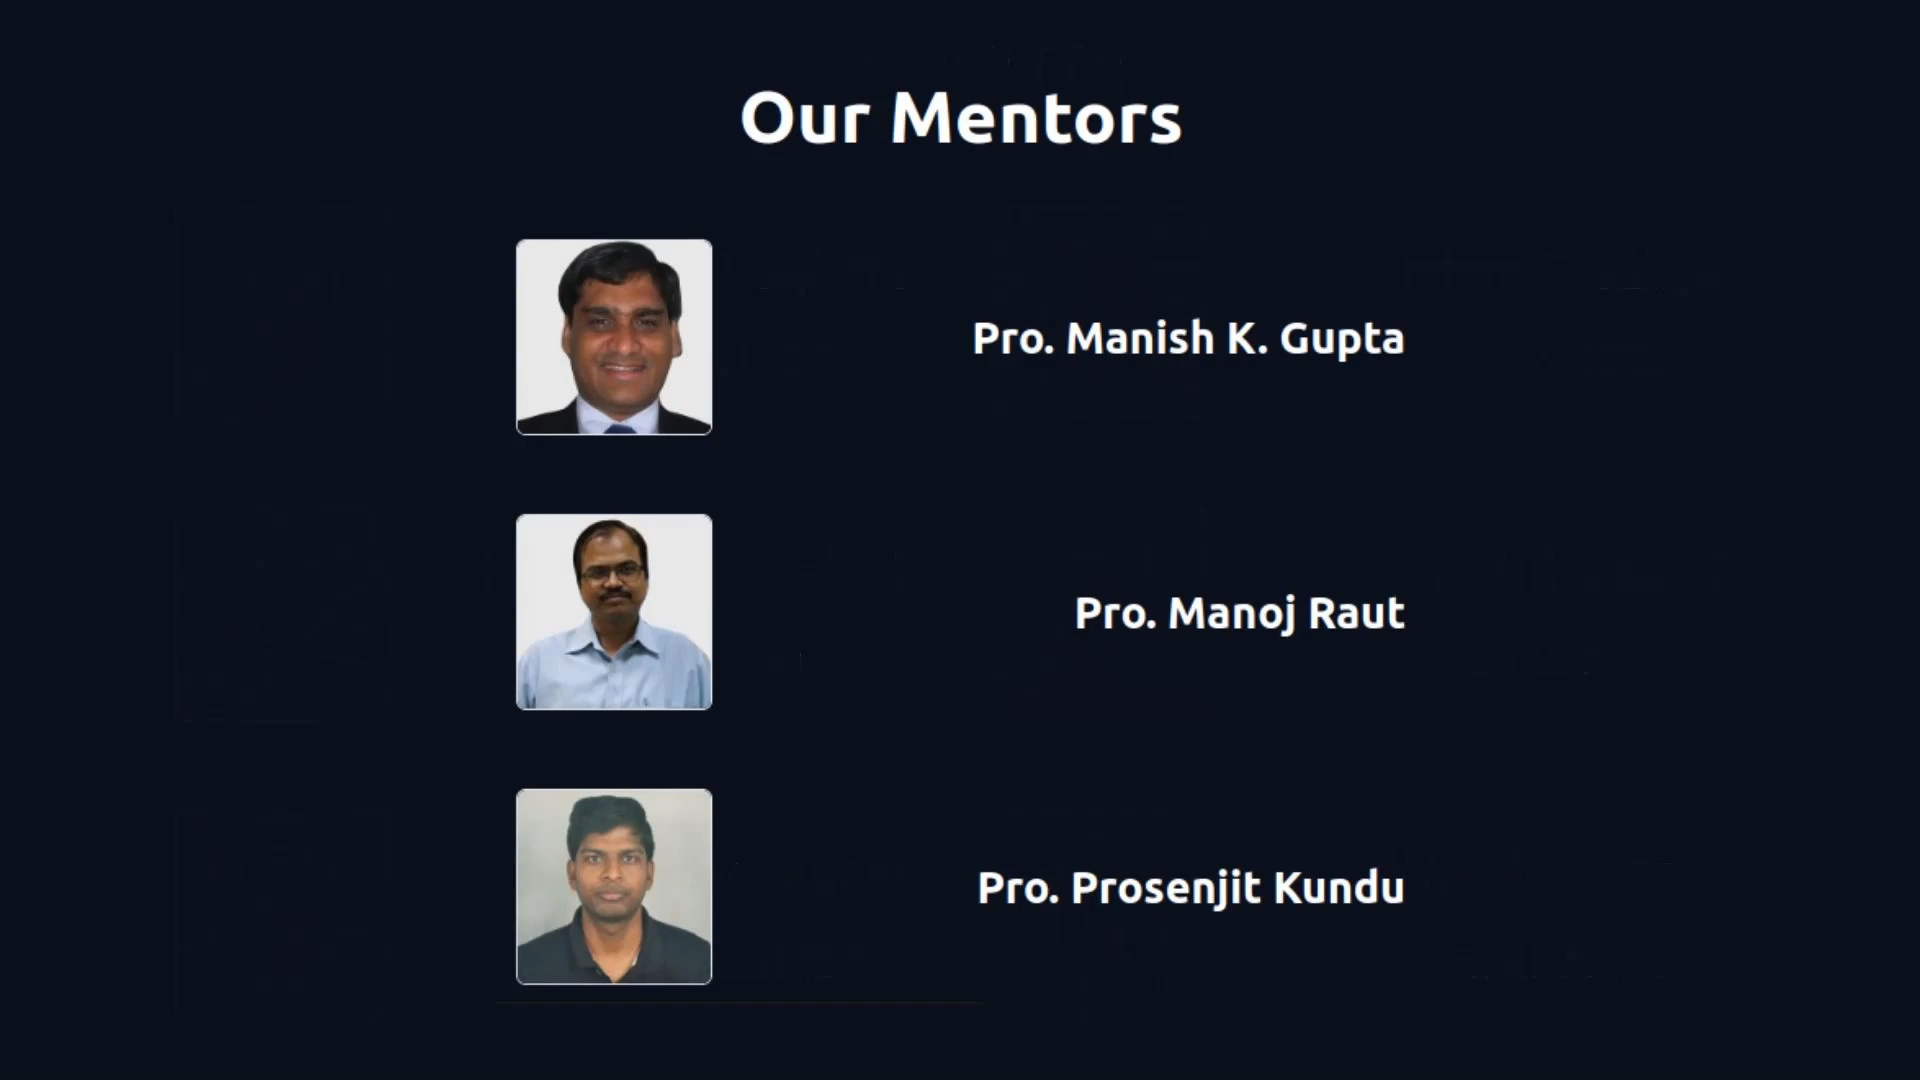 Our Mentors
Pro. Manish K. Gupta
Pro. Manoj Raut
Pro. Prosenjit Kundu